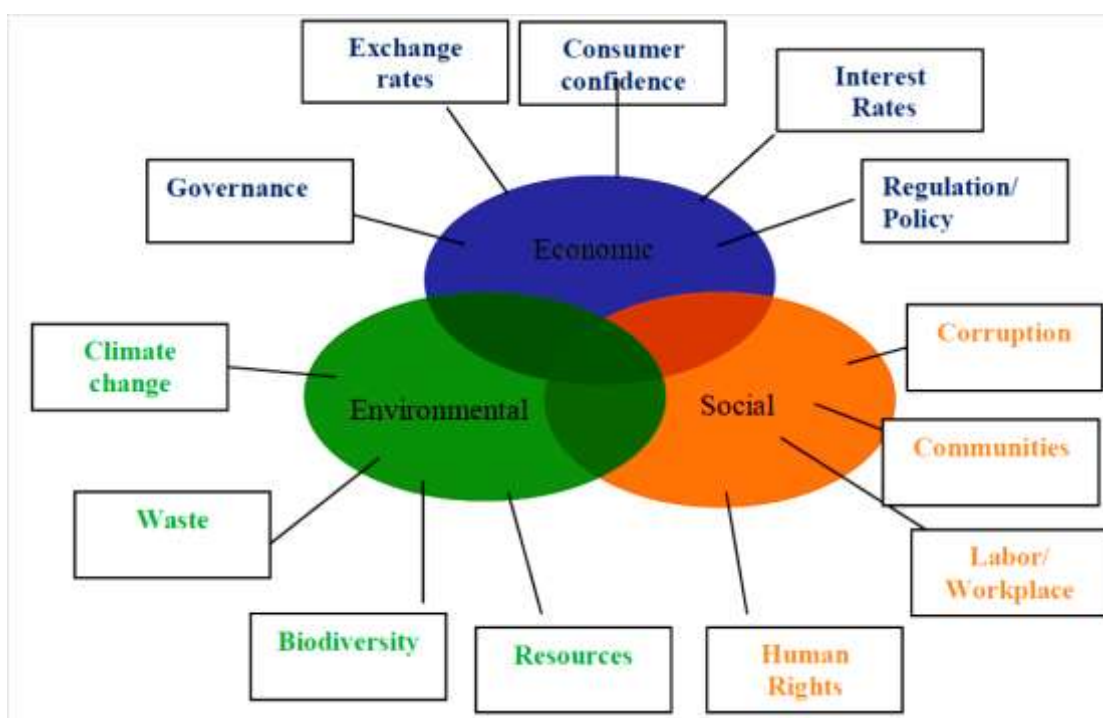 Exchange
rates
Consumer
confidence
Interest
Rates
Governance
Regulation/
Policy
Economic
Climate
change
Corruption
Environmental
Social
Communities
Waste
Labor/
Workplace
Biodiversity
Resources
Human
Rights